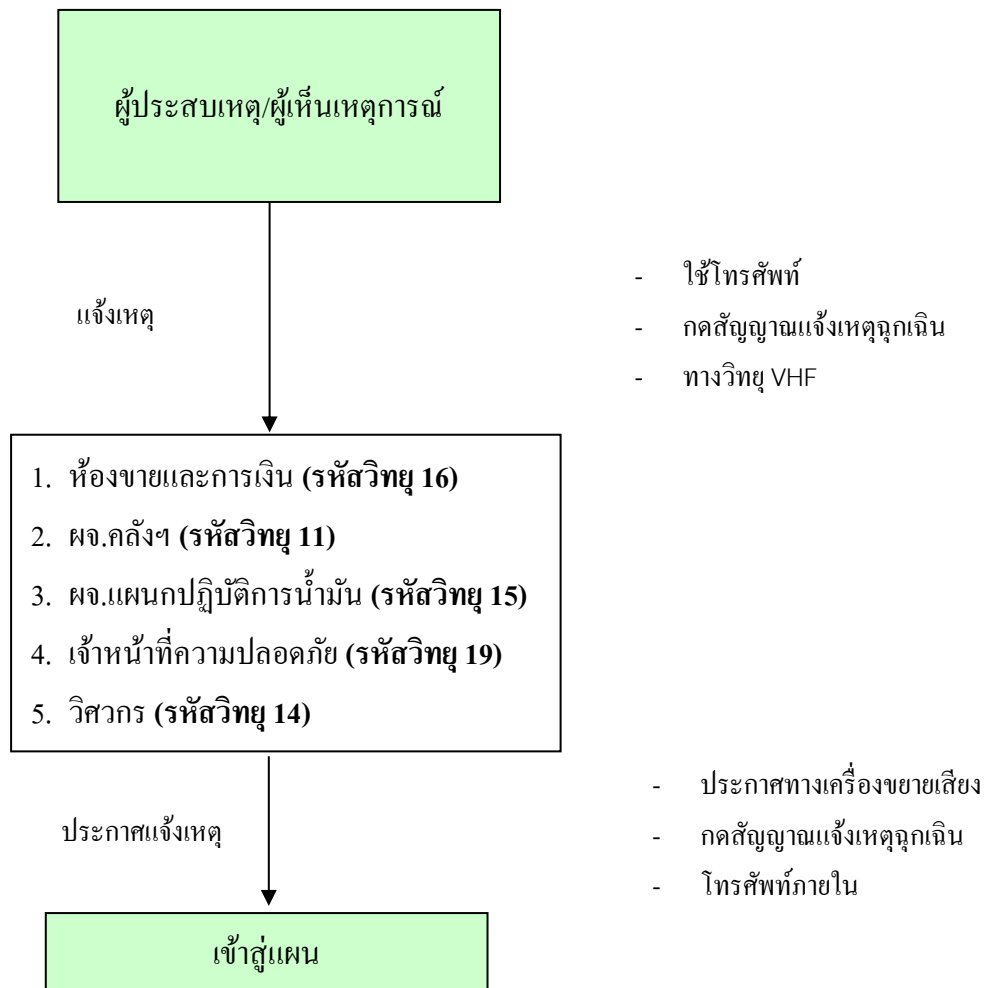 ผู้ประสบเหตุ/ผู้เห็นเหตุการณ์
แจ้งเหตุ
- ใช้โทรศัพท์
- กดสัญญาณแจ้งเหตุฉุกเฉิน
- ทางวิทยุ VHF
1. ห้องขายและการเงิน (รหัสวิทยุ 16)
2. ผจ.คลังฯ (รหัสวิทยุ 11)
3. ผจ.แผนกปฏิบัติการน้ำมัน (รหัสวิทยุ 15)
4. เจ้าหน้าที่ความปลอดภัย (รหัสวิทยุ 19)
5. วิศวกร (รหัสวิทยุ 14)
ประกาศแจ้งเหตุ
- ประกาศทางเครื่องขยายเสียง
- กดสัญญาณแจ้งเหตุฉุกเฉิน
- โทรศัพท์ภายใน
เข้าสู่แผน